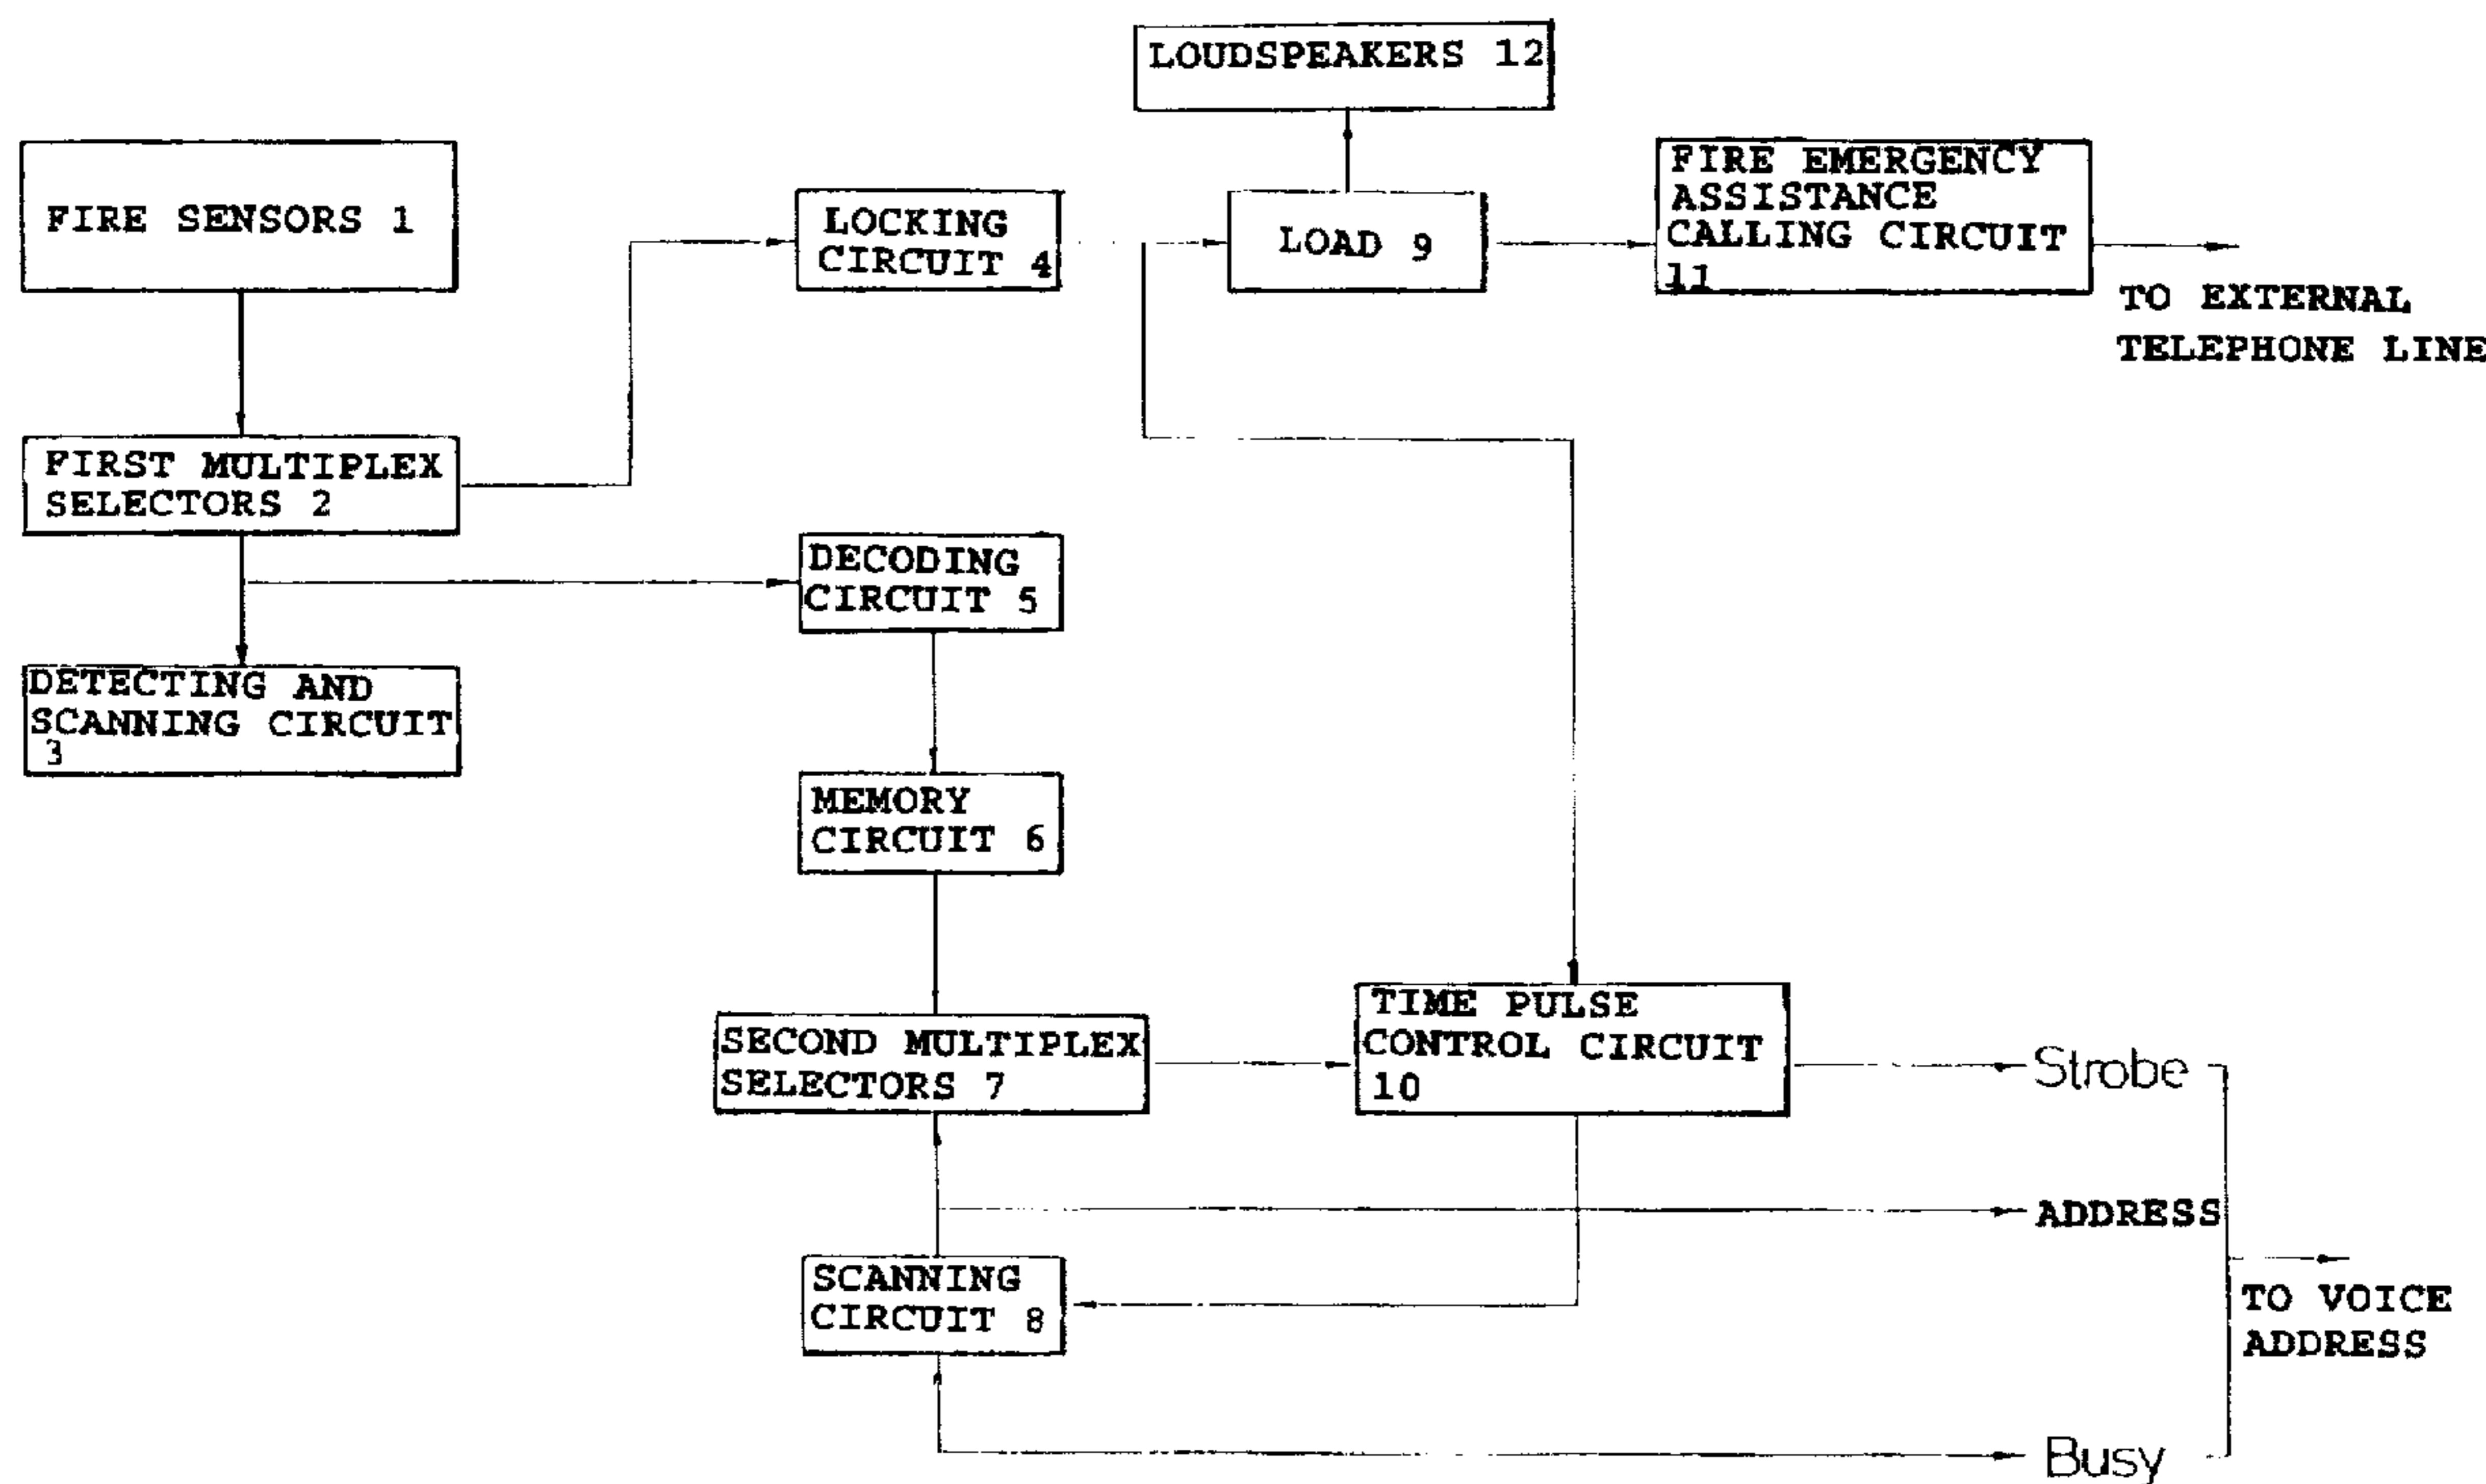 LOUDSPEAKERS 12
FIRE SENSORS 1
LOCKING
CIRCUIT 4
LOAD 9
FIRE EMERGENCY
ASSISTANCE
CALLING CIRCUIT
11
TO EXTERNAL
TELEPHONE LINE
FIRST MULTIPLEX
SELECTORS 2
DECODING
CIRCUIT 5
DETECTING AND
SCANNING CIRCUIT
3
MEMORY
CIRCUIT 6
SECOND MULTIPLEX
SELECTORS 7
TIME PULSE
CONTROL CIRCUIT
10
Strobe
ADDRESS
SCANNING
CIRCUIT 8
TO VOICE
ADDRESS
Busy